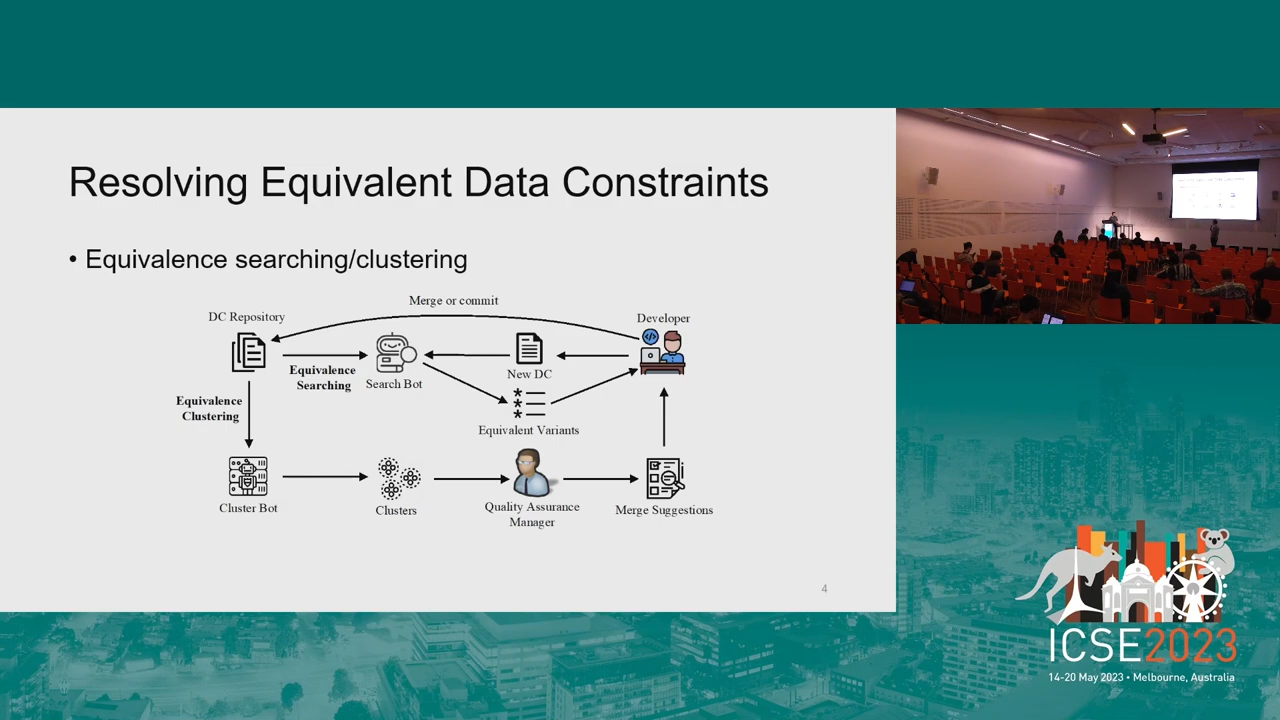 Resolving Equivalent Data Constraints
• Equivalence searching/clustering
Merge or commit
DC Repository
Developer
Equivalence
Searching
Search Bot
New DC
Equivalence
Clustering
Equivalent Variants
Cluster Bot
Clusters
Quality Assurance
Manager
Merge Suggestions
4
ICSE2023
14-20 May 2023 • Melbourne, Australia